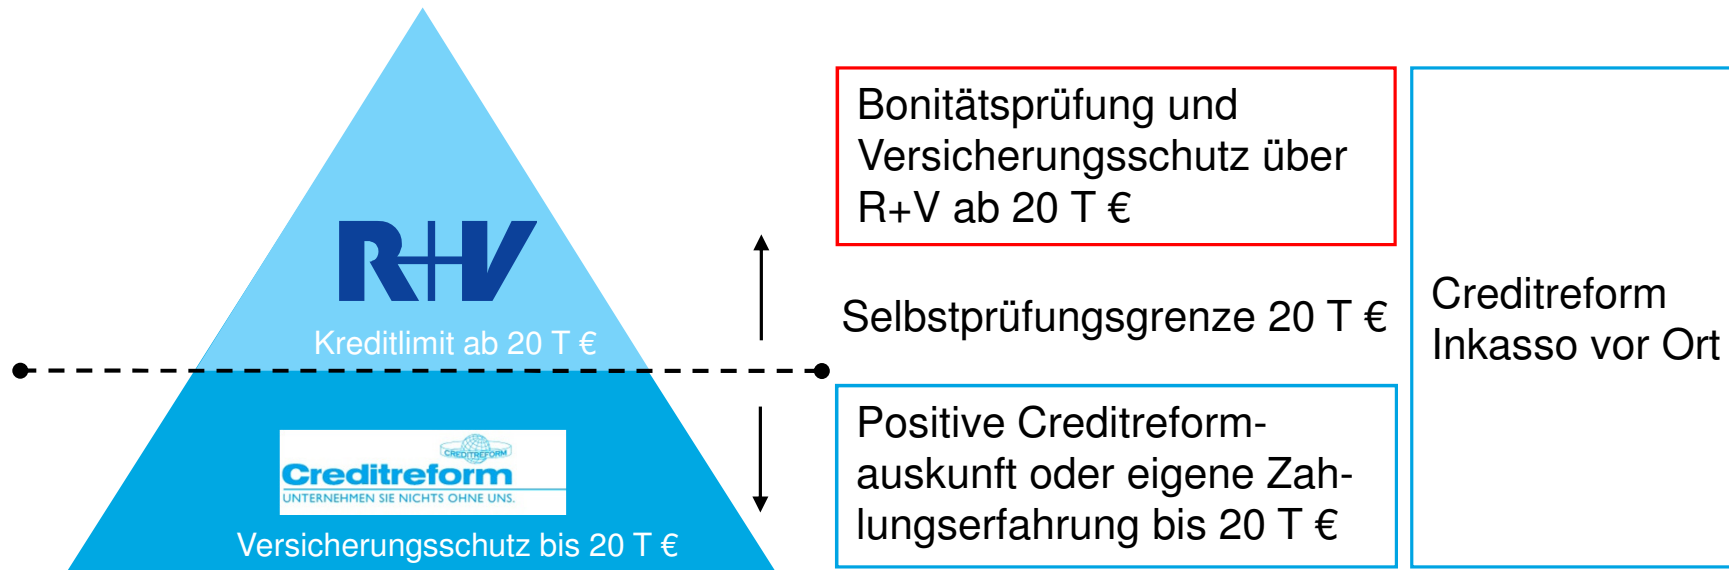 R+V
Kreditlimit ab 20 T €
CREDITREFORM
Creditreform
UNTERNEHMEN SIE NICHTS OHNE UNS.
Versicherungsschutz bis 20 T €
Bonitätsprüfung und
Versicherungsschutz über
R+V ab 20 T €
Selbstprüfungsgrenze 20 T €
Positive Creditreform-
auskunft oder eigene Zah-
lungserfahrung bis 20 T €
Creditreform
Inkasso vor Ort